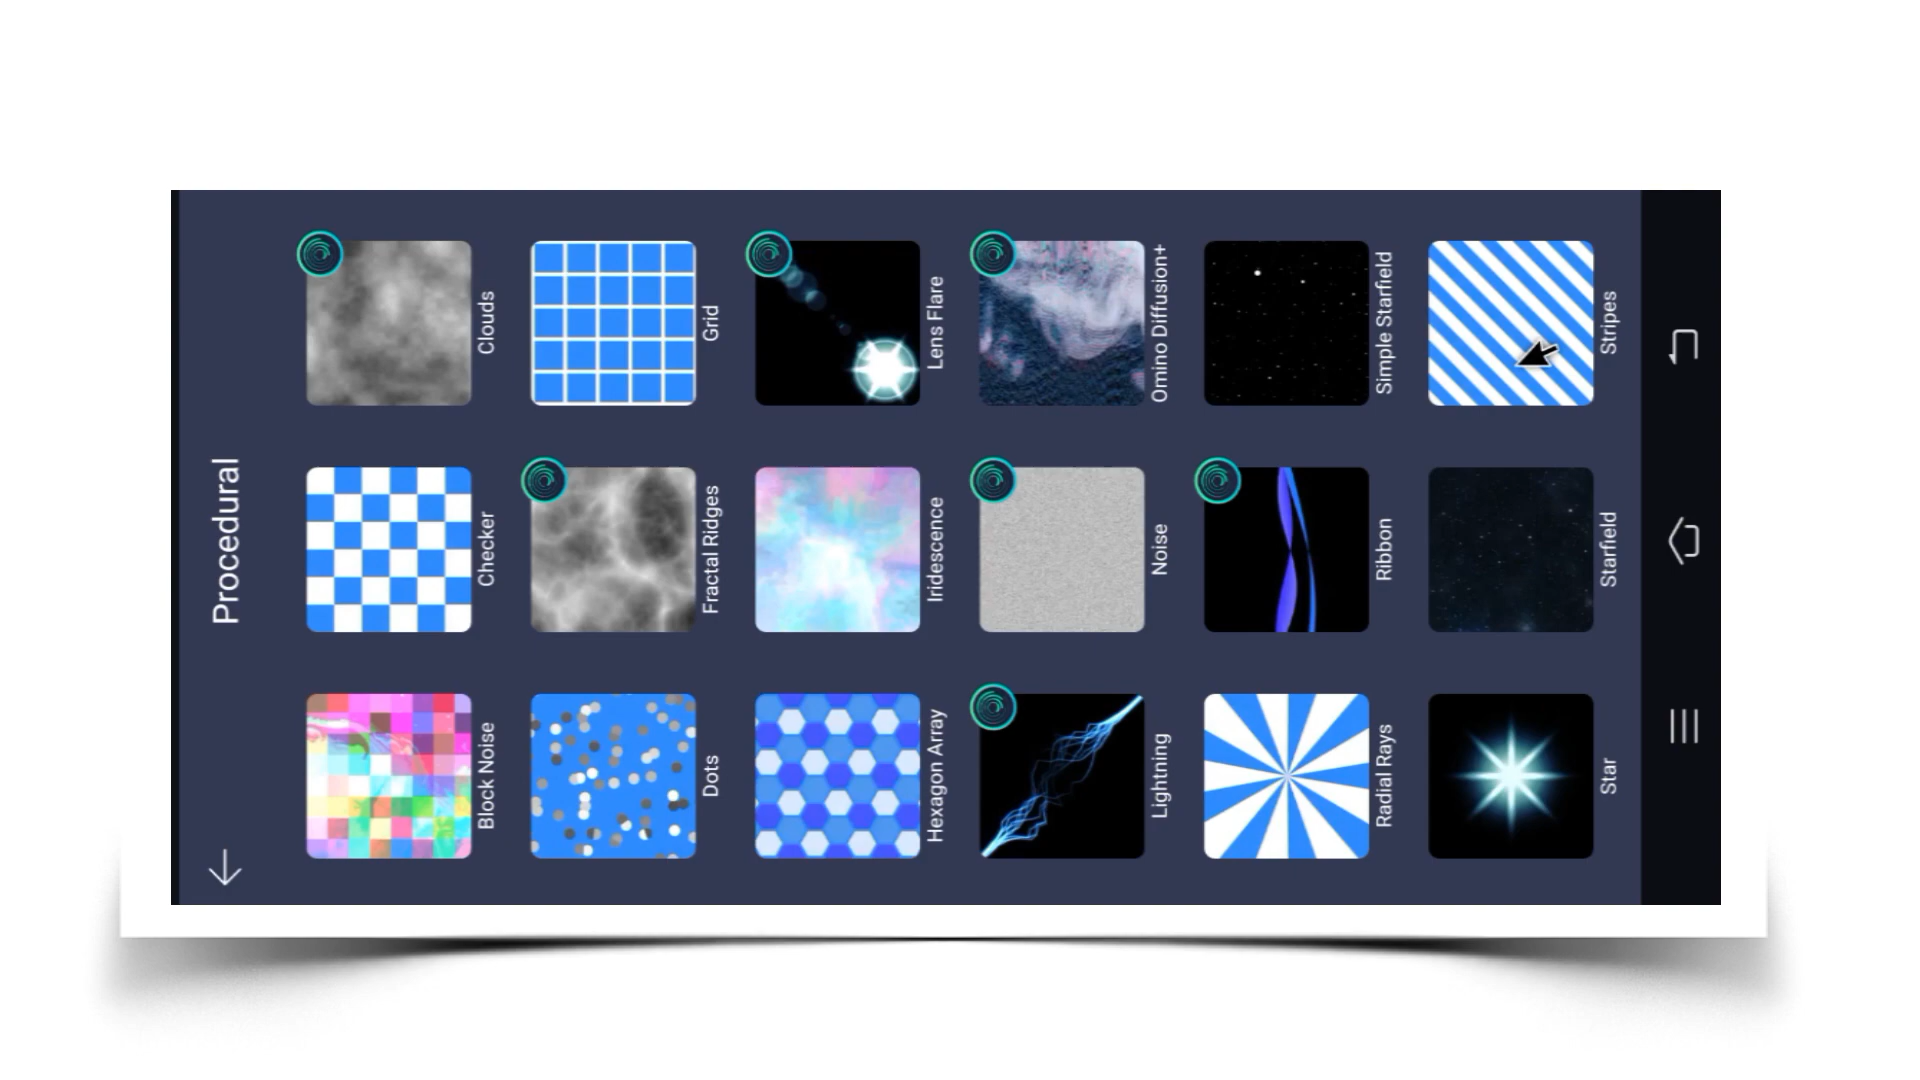 Procedural
Block Noise
Checker
Clouds
Dots
Fractal Ridges
Grid
Hexagon Array
Iridescence
Lens Flare
Lightning
Noise
Omino Diffusion+
Radial Rays
Ribbon
Simple Starfield
Star
Starfield
Stripes